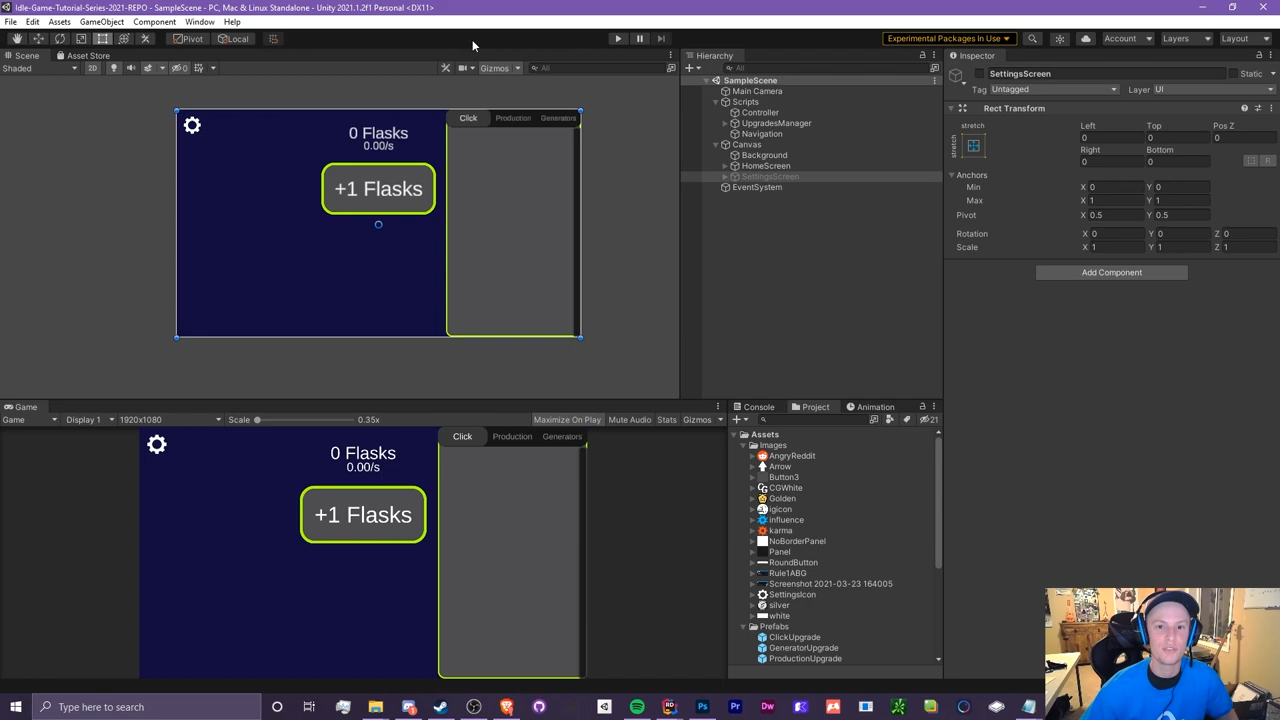 Idle-Game-Tutorial-Series-2021-REPO - SampleScene - PC, Mac & Linux Standalone - Unity 2021.1.2f1 Personal <DX11>
File Edit Assets GameObject Component Window Help
Pivot Local
Experimental Packages In Use
Account Layers Layout
Scene Asset Store
Shaded 2D 0 Gizmos All
0 Flasks
0.00/s
+1 Flasks
Click Production Generators
Hierarchy
All
SampleScene
Main Camera
Scripts
Controller
UpgradesManager
Navigation
Canvas
Background
HomeScreen
SettingsScreen
EventSystem
Inspector
SettingsScreen Static
Tag Untagged Layer UI
Rect Transform
stretch
stretch
Left Top Pos Z
0 0 0
Right Bottom
0 0 R
Anchors
Min X 0 Y 0
Max X 1 Y 1
Pivot X 0.5 Y 0.5
Rotation X 0 Y 0 Z 0
Scale X 1 Y 1 Z 1
Add Component
Game
Game Display 1 1920x1080 Scale 0.35x Maximize On Play Mute Audio Stats Gizmos
0 Flasks
0.00/s
+1 Flasks
Click Production Generators
Console Project Animation
21
Assets
Images
AngryReddit
Arrow
Button3
CGWhite
Golden
igicon
influence
karma
NoBorderPanel
Panel
RoundButton
Rule1ABG
Screenshot 2021-03-23 164005
SettingsIcon
silver
white
Prefabs
ClickUpgrade
GeneratorUpgrade
ProductionUpgrade
Type here to search